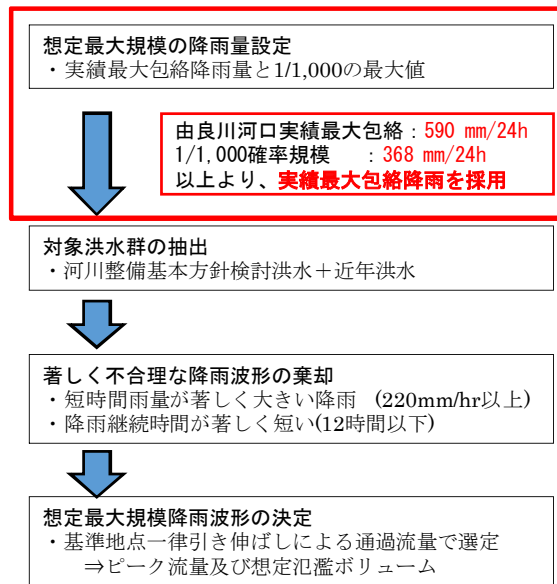 想定最大規模の降雨量設定
・実績最大包絡降雨量と1/1,000の最大値
由良川河口実績最大包絡：590 mm/24h
1/1,000確率規模　　：368 mm/24h
以上より、実績最大包絡降雨を採用
対象洪水群の抽出
・河川整備基本方針検討洪水＋近年洪水
著しく不合理な降雨波形の棄却
・短時間雨量が著しく大きい降雨　(220mm/hr以上)
・降雨継続時間が著しく短い(12時間以下)
想定最大規模降雨波形の決定
・基準地点一律引き伸ばしによる通過流量で選定
⇒ピーク流量及び想定氾濫ボリューム